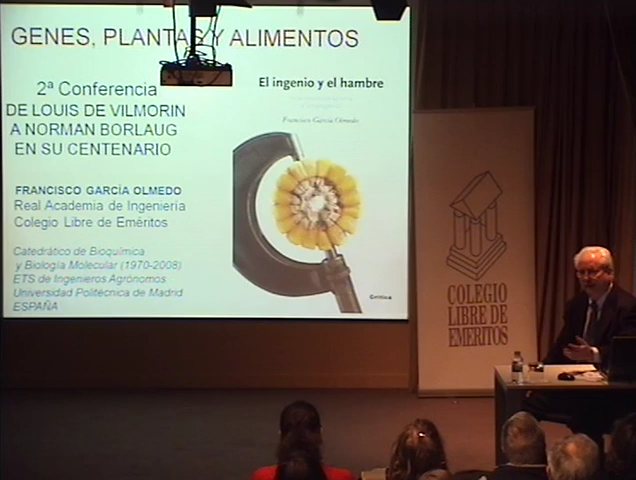 GENES, PLANTAS Y ALIMENTOS
2ª Conferencia
DE LOUIS DE VILMORIN
A NORMAN BORLAUG
EN SU CENTENARIO
FRANCISCO GARCÍA OLMEDO
Real Academia de Ingeniería
Colegio Libre de Eméritos
Catedrático de Bioquímica
y Biología Molecular (1970-2008)
ETS de Ingenieros Agrónomos
Universidad Politécnica de Madrid
ESPAÑA
El ingenio y el hambre
Francisco García Olmedo
Crítica
COLEGIO
LIBRE DE
EMERITOS